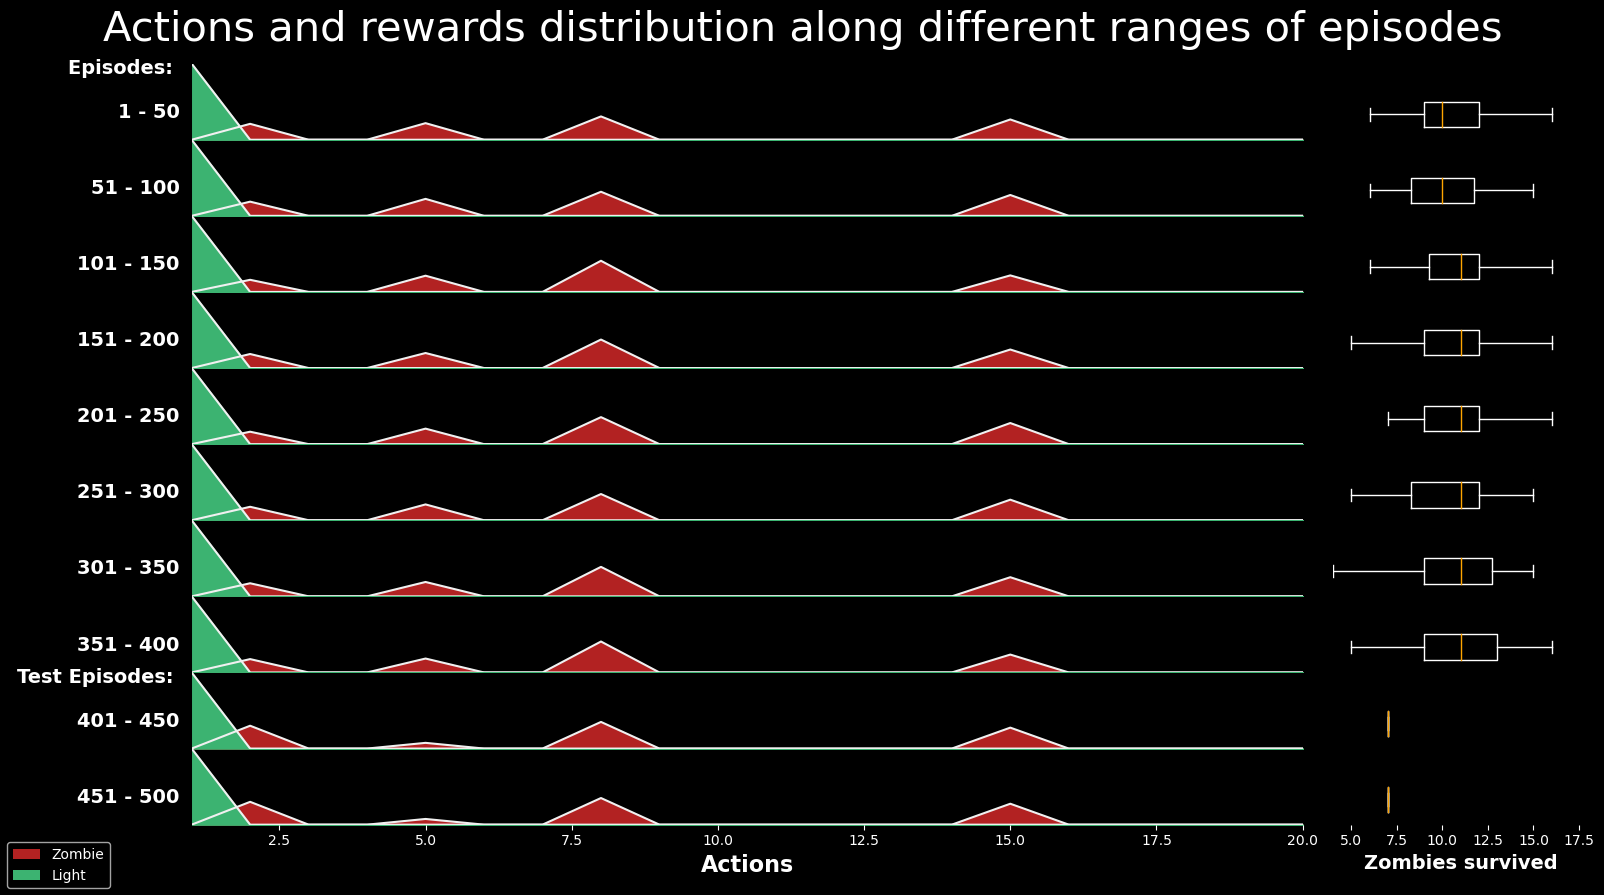 Actions and rewards distribution along different ranges of episodes
Episodes:
1 - 50
51 - 100
101 - 150
151 - 200
201 - 250
251 - 300
301 - 350
351 - 400
Test Episodes:
401 - 450
451 - 500
2.5 5.0 7.5 10.0 12.5 15.0 17.5 20.0
5.0 7.5 10.0 12.5 15.0 17.5
Actions
Zombies survived
Zombie
Light